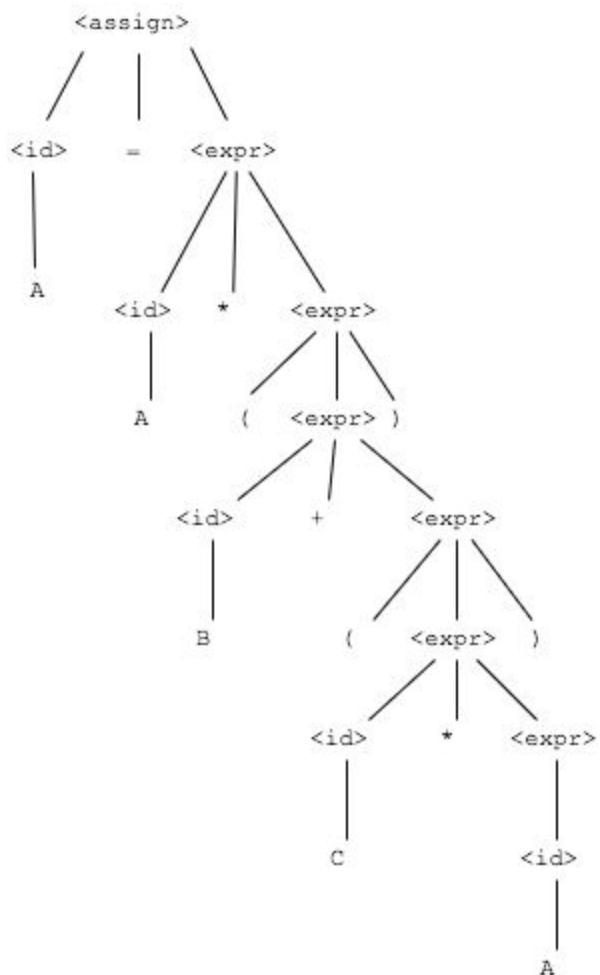 <assign>
<id> = <expr>
A
<id> * <expr>
A ( <expr> )
<id> + <expr>
B ( <expr> )
<id> * <expr>
C <id>
A